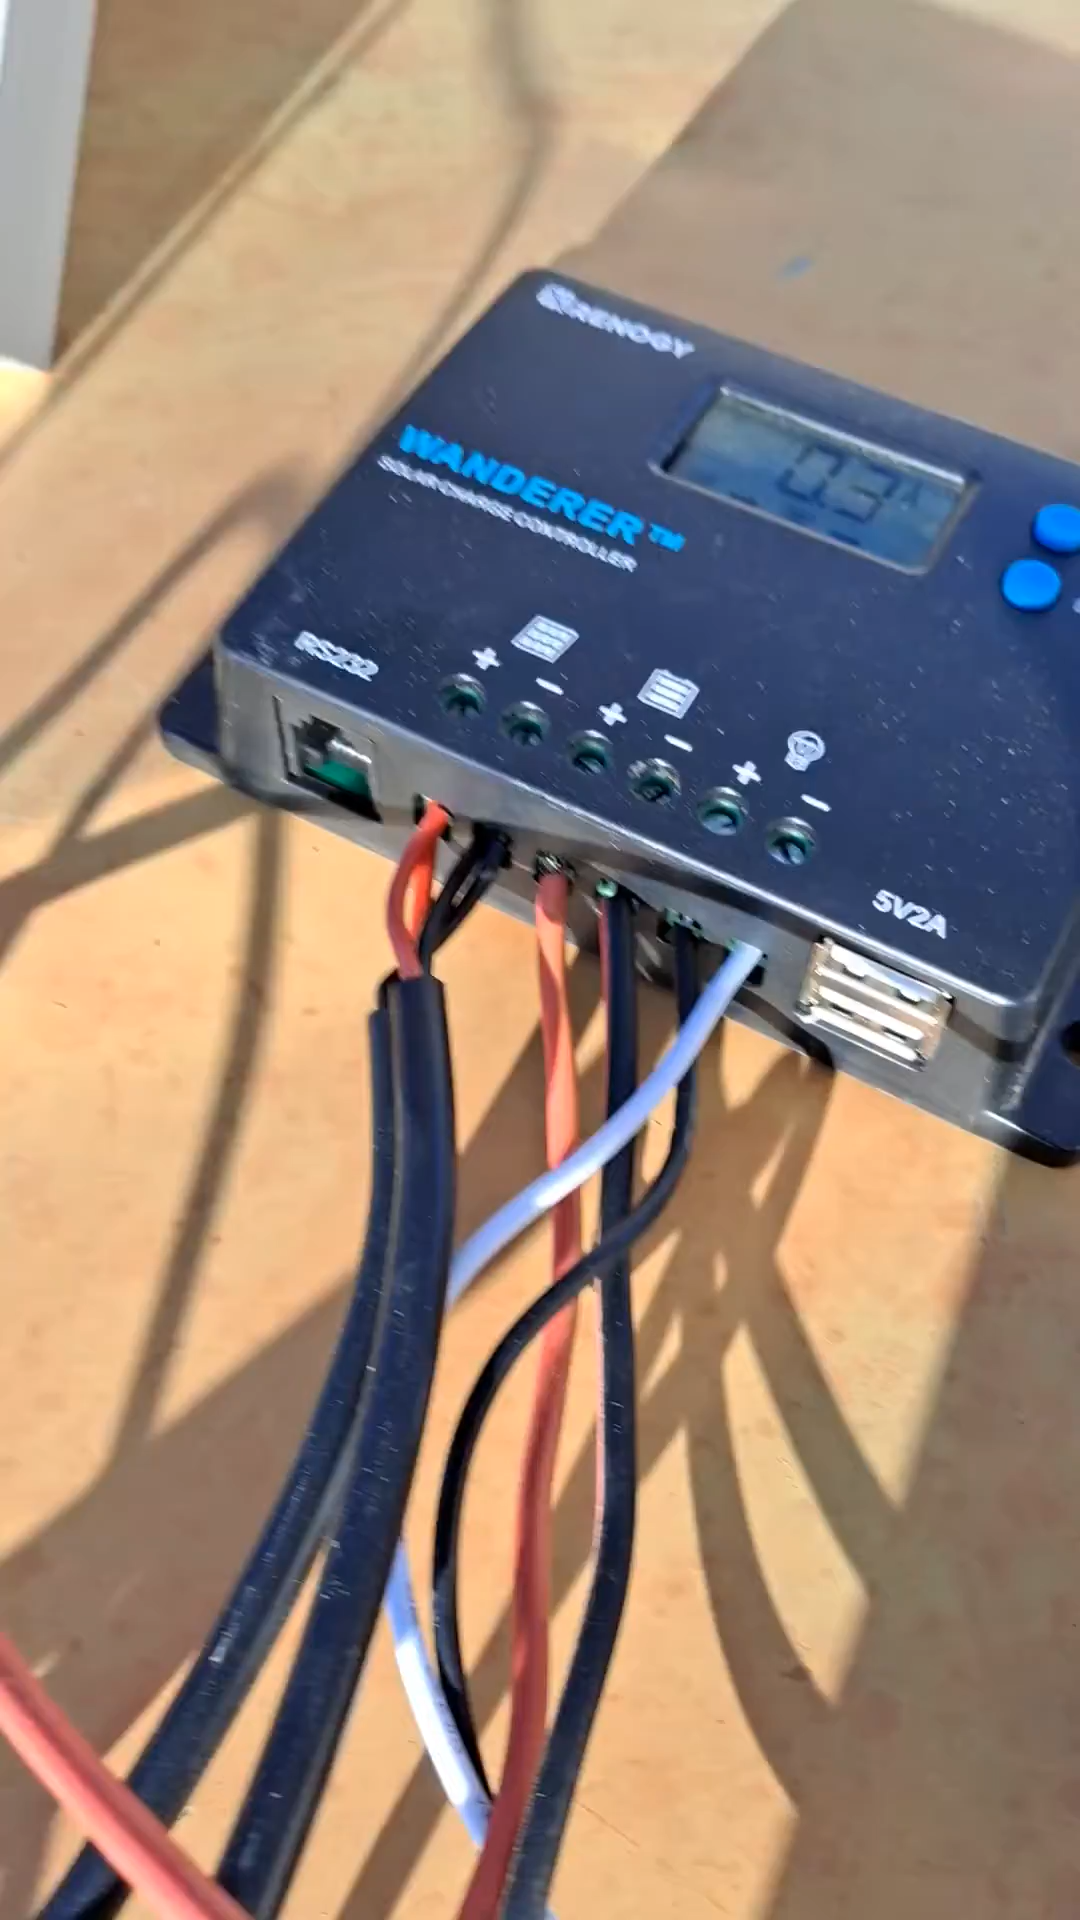 RENOGY
WANDERER™
SOLAR CHARGE CONTROLLER
RS232
+ -
+ -
+ -
5V2A